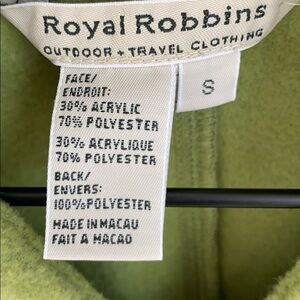 Royal Robbins
OUTDOOR + TRAVEL CLOTHING
S
FACE/
ENDROIT:
30% ACRYLIC
70% POLYESTER
30% ACRYLIQUE
70% POLYESTER
BACK/
ENVERS:
100%POLYESTER
MADE IN MACAU
FAIT A MACAO